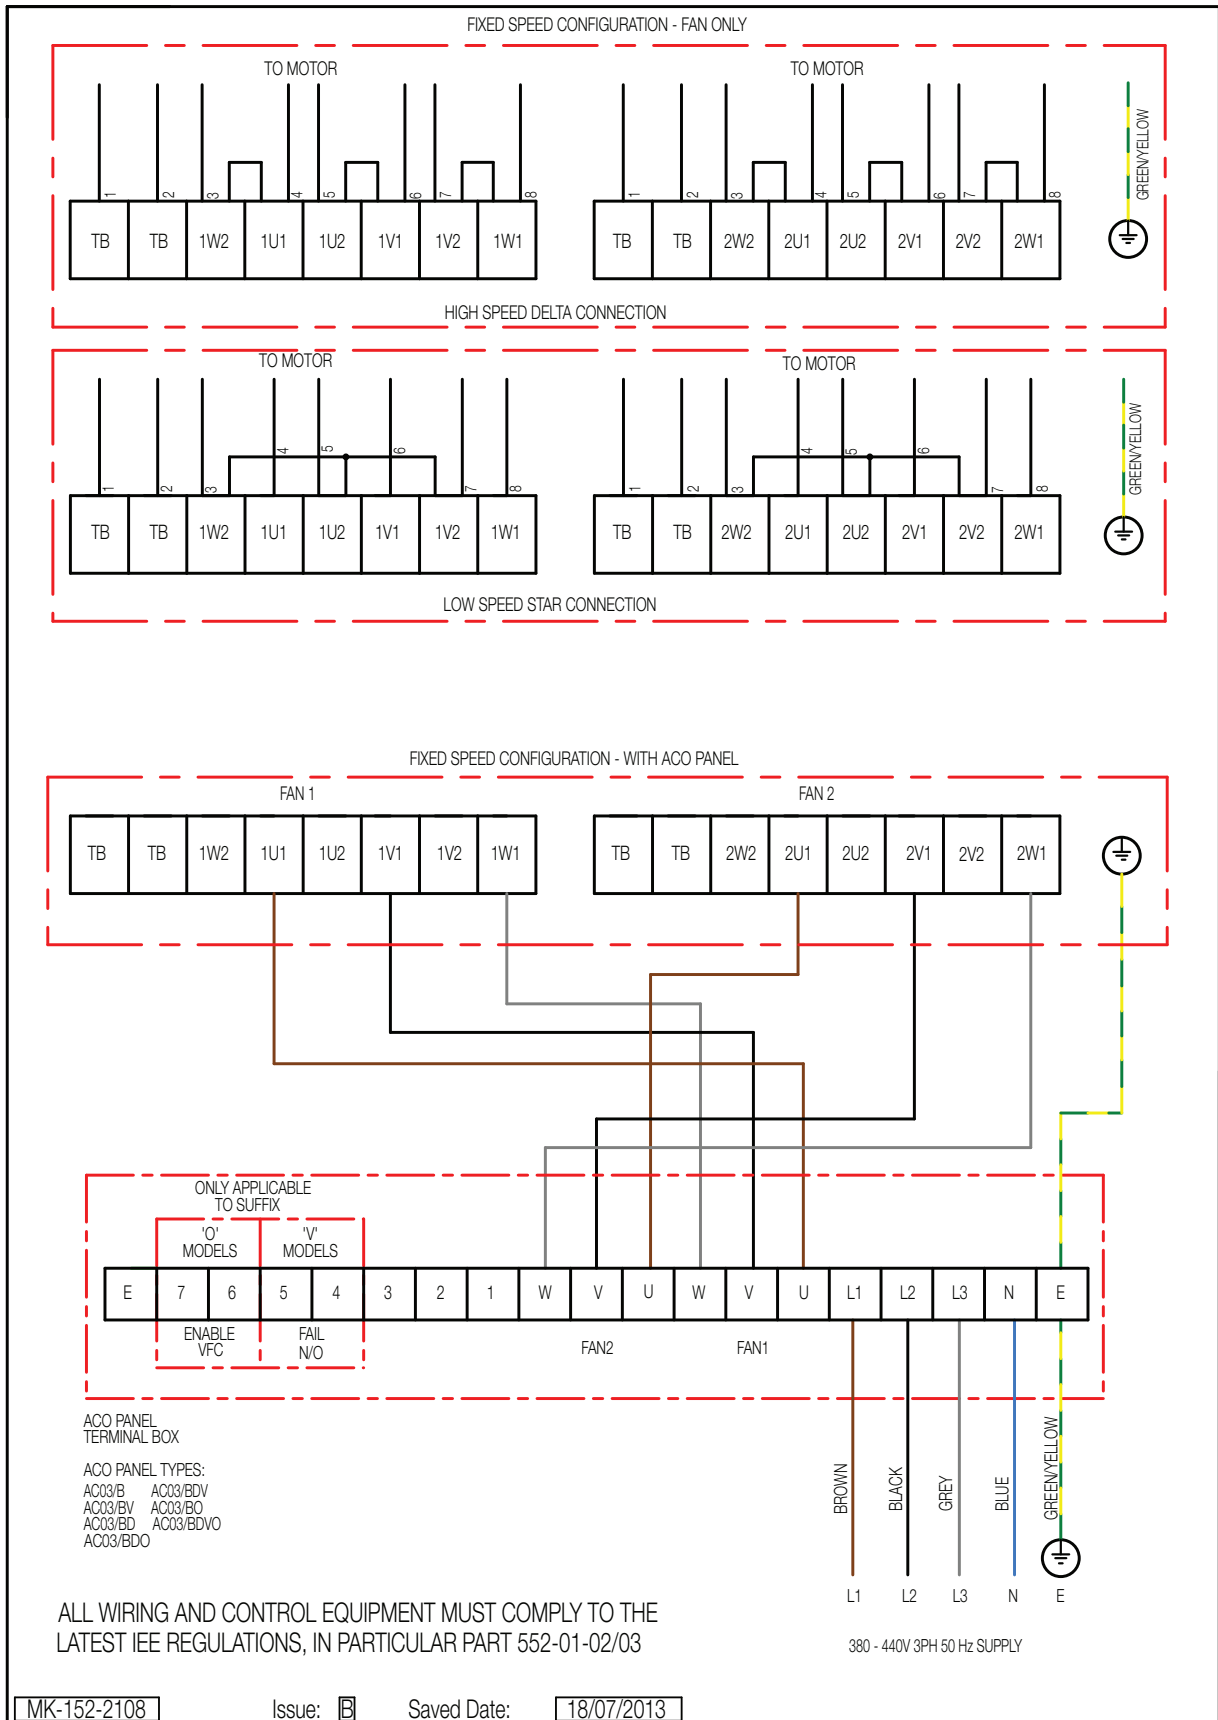 FIXED SPEED CONFIGURATION - FAN ONLY
TO MOTOR TO MOTOR
1 2 3 4 5 6 7 8 1 2 3 4 5 6 7 8
GREEN/YELLOW
TB TB 1W2 1U1 1U2 1V1 1V2 1W1 TB TB 2W2 2U1 2U2 2V1 2V2 2W1
HIGH SPEED DELTA CONNECTION
TO MOTOR TO MOTOR
1 2 3 4 5 6 7 8 1 2 3 4 5 6 7 8
GREEN/YELLOW
TB TB 1W2 1U1 1U2 1V1 1V2 1W1 TB TB 2W2 2U1 2U2 2V1 2V2 2W1
LOW SPEED STAR CONNECTION
FIXED SPEED CONFIGURATION - WITH ACO PANEL
FAN 1 FAN 2
TB TB 1W2 1U1 1U2 1V1 1V2 1W1 TB TB 2W2 2U1 2U2 2V1 2V2 2W1
ONLY APPLICABLE
TO SUFFIX
'O' 'V'
MODELS MODELS
E 7 6 5 4 3 2 1 W V U W V U L1 L2 L3 N E
ENABLE FAIL
VFC N/O
FAN2 FAN1
ACO PANEL
TERMINAL BOX
ACO PANEL TYPES:
AC03/B AC03/BDV
AC03/BV AC03/BO
AC03/BD AC03/BDVO
AC03/BDO
BROWN BLACK GREY BLUE GREEN/YELLOW
L1 L2 L3 N E
380 - 440V 3PH 50 Hz SUPPLY
ALL WIRING AND CONTROL EQUIPMENT MUST COMPLY TO THE
LATEST IEE REGULATIONS, IN PARTICULAR PART 552-01-02/03
MK-152-2108 Issue: B Saved Date: 18/07/2013